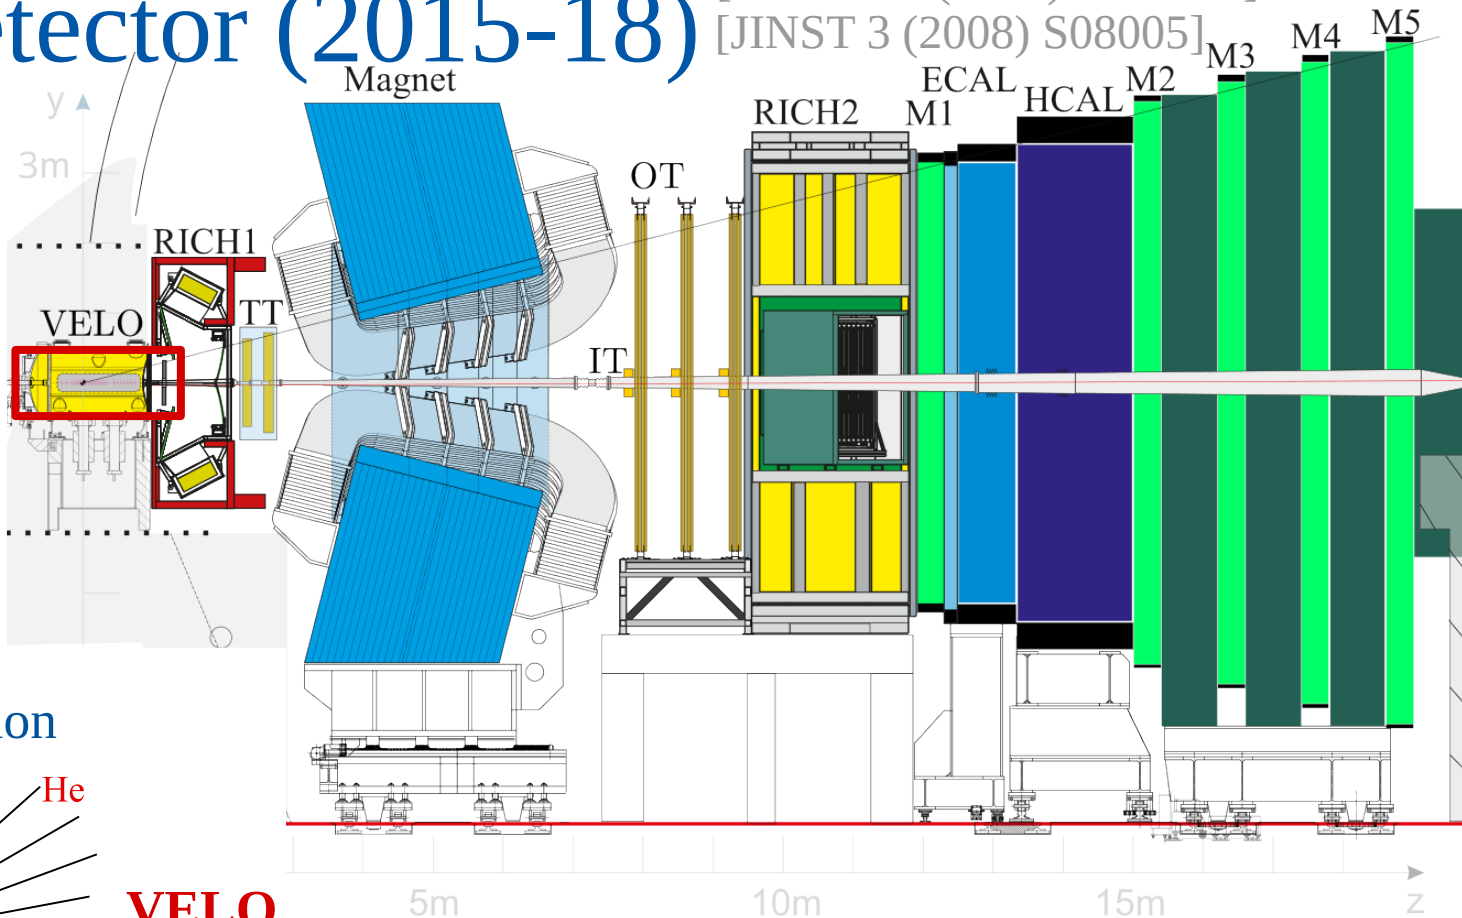 etector (2015-18)
[JINST 3 (2008) S08005]
M5
M4
M3
M2
Magnet
ECAL
HCAL
RICH2
M1
y
3m
OT
RICH1
TT
VELO
IT
on
He
VELO
5m
10m
15m
z